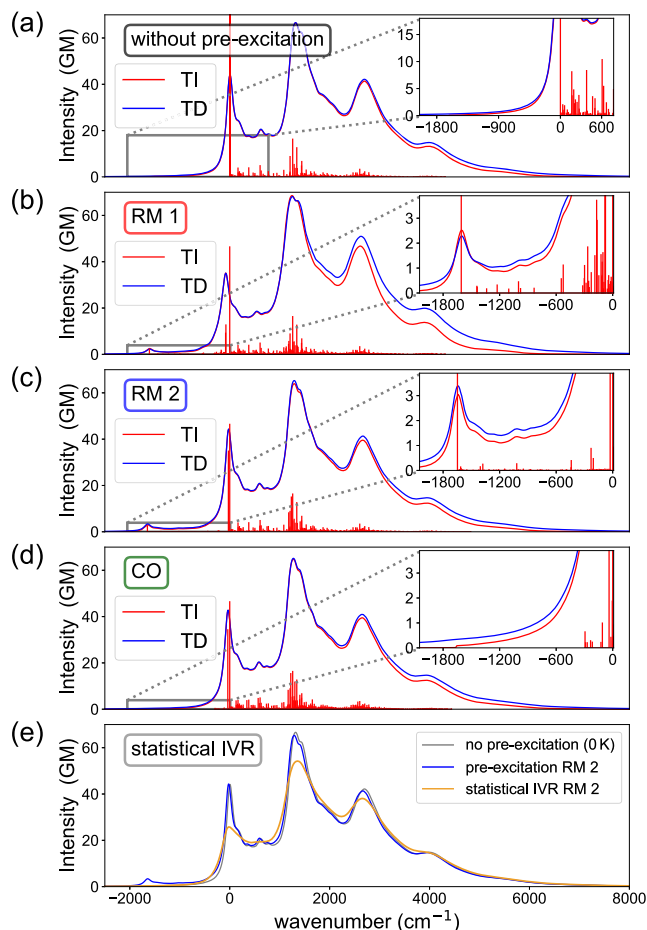 (a)
without pre-excitation
TI
TD
Intensity (GM)
60
40
20
0
15
10
5
0
-1800
-900
0
600
(b)
RM 1
TI
TD
Intensity (GM)
60
40
20
0
3
2
1
0
-1800
-1200
-600
0
(c)
RM 2
TI
TD
Intensity (GM)
60
40
20
0
3
2
1
0
-1800
-1200
-600
0
(d)
CO
TI
TD
Intensity (GM)
60
40
20
0
3
2
1
0
-1800
-1200
-600
0
(e)
statistical IVR
no pre-excitation (0 K)
pre-excitation RM 2
statistical IVR RM 2
Intensity (GM)
60
40
20
0
−2000
0
2000
4000
6000
8000
wavenumber (cm⁻¹)